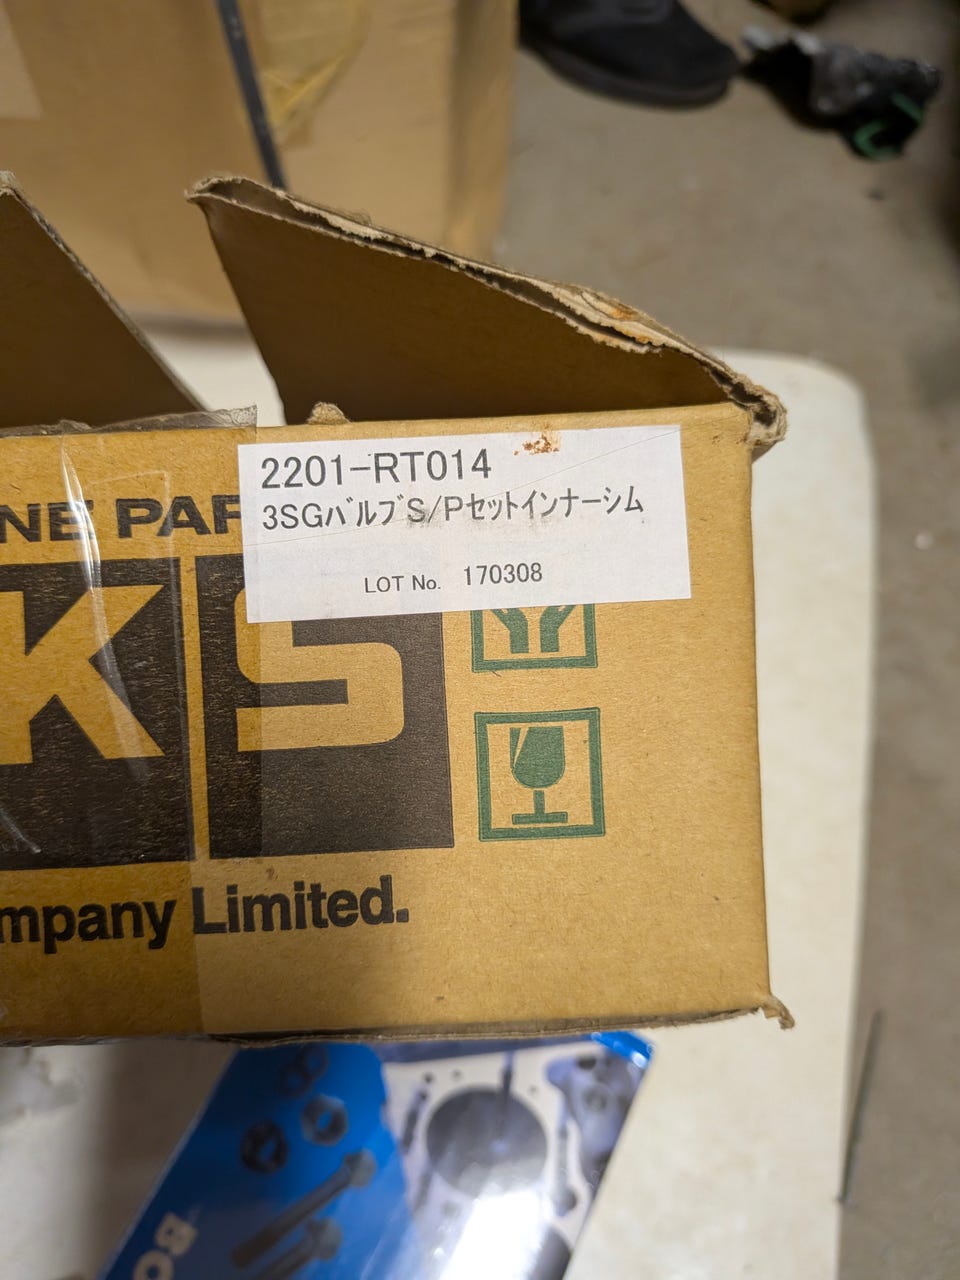 2201-RT014
3SGバルブS/Pセットインナーシム
LOT No. 170308
NE PAR
KS
mpany Limited.
BO